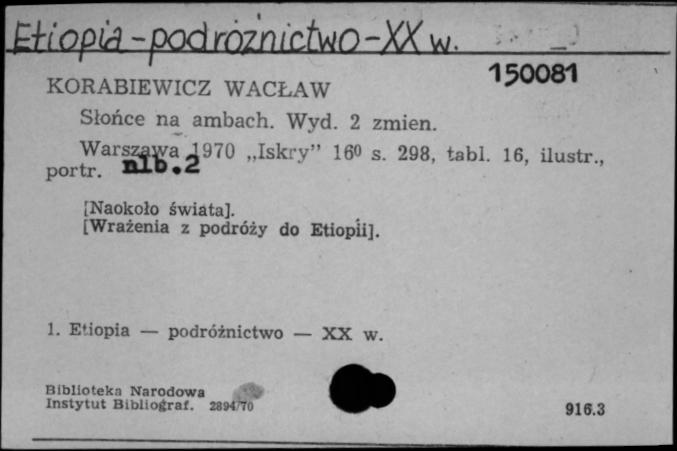 Etiopia-podróżnictwo-XX w.
150081
KORABIEWICZ WACŁAW
Słońce na ambach. Wyd. 2 zmien.
Warszawa 1970 „Iskry” 16⁰ s. 298, tabl. 16, ilustr.,
portr. nlb.2
[Naokoło świata].
[Wrażenia z podróży do Etiopii].
1. Etiopia — podróżnictwo — XX w.
Biblioteka Narodowa
Instytut Bibliograf. 2894/70
916.3